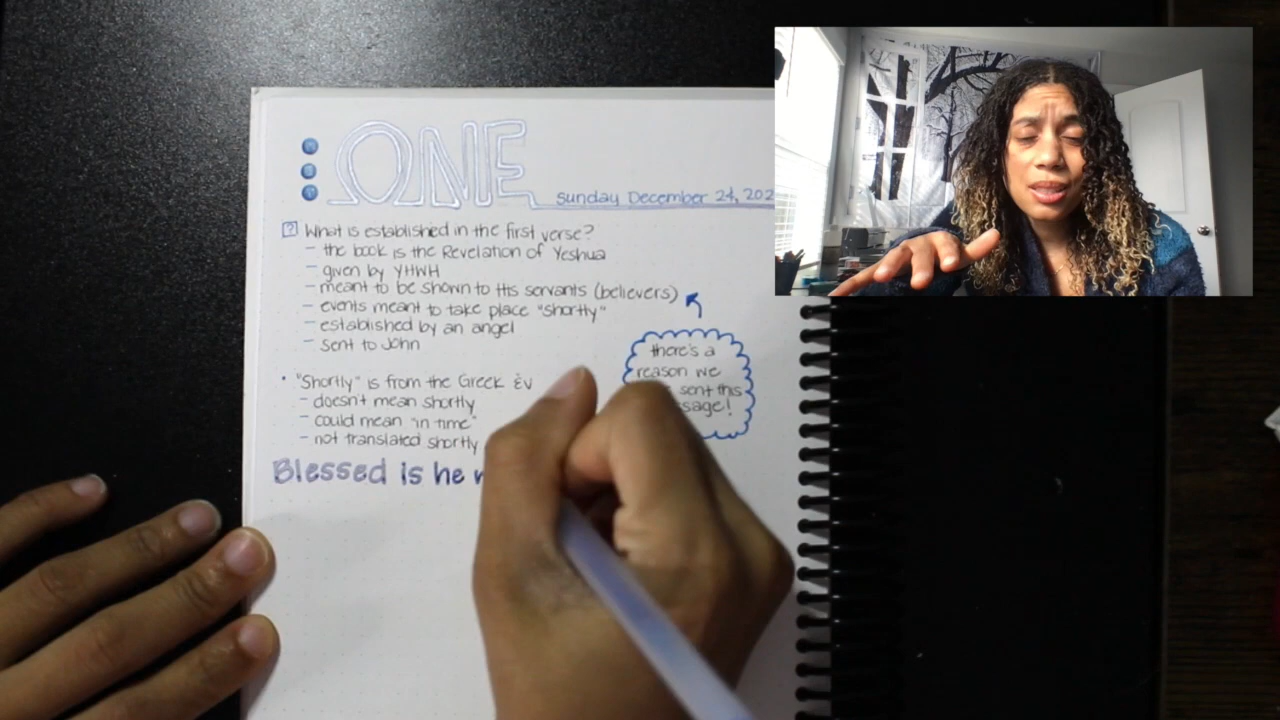 ONE
Sunday December 24, 202
? What is established in the first verse?
- the book is the Revelation of Yeshua
- given by YHWH
- meant to be shown to His servants (believers)
- events meant to take place "shortly"
- established by an angel
- sent to John
there's a
reason we
sent this
• "Shortly" is from the Greek ἐν
- doesn't mean shortly
- could mean "in time"
- not translated shortly
Blessed is he